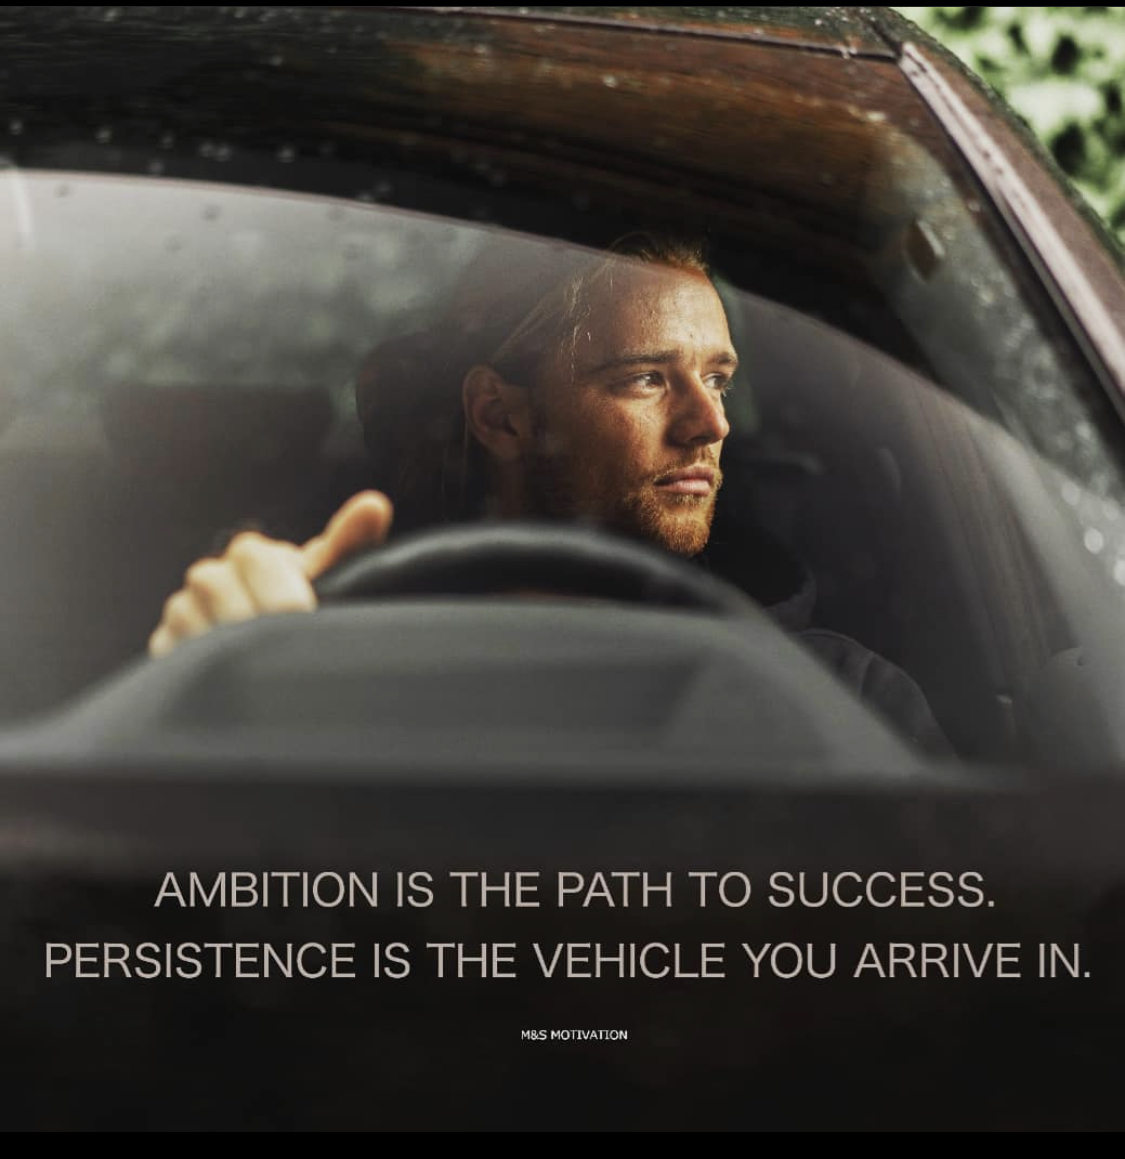 AMBITION IS THE PATH TO SUCCESS.
PERSISTENCE IS THE VEHICLE YOU ARRIVE IN.
M&S MOTIVATION